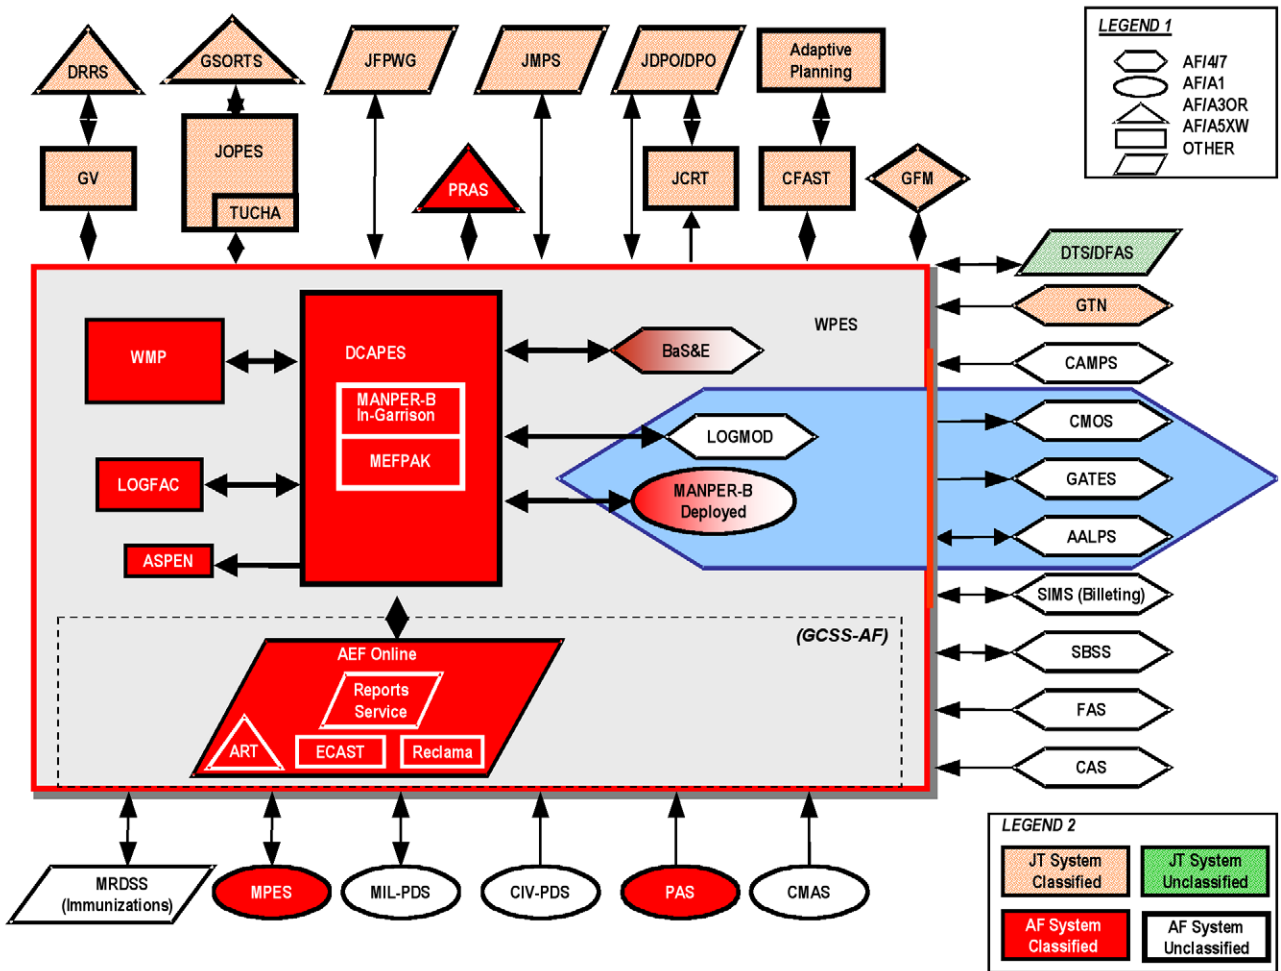 DRRS
GSORTS
JFPWG
JMPS
JDPO/DPO
Adaptive
Planning
LEGEND 1
AF/4/7
AF/A1
AF/A3OR
AF/A5XW
OTHER
GV
JOPES
TUCHA
PRAS
JCRT
CFAST
GFM
DTS/DFAS
GTN
CAMPS
CMOS
GATES
AALPS
SIMS (Billeting)
SBSS
FAS
CAS
WPES
WMP
DCAPES
BaS&E
MANPER-B
In-Garrison
MEFPAK
LOGMOD
LOGFAC
MANPER-B
Deployed
ASPEN
(GCSS-AF)
AEF Online
Reports
Service
ART
ECAST
Reclama
MRDSS
(Immunizations)
MPES
MIL-PDS
CIV-PDS
PAS
CMAS
LEGEND 2
JT System
Classified
JT System
Unclassified
AF System
Classified
AF System
Unclassified